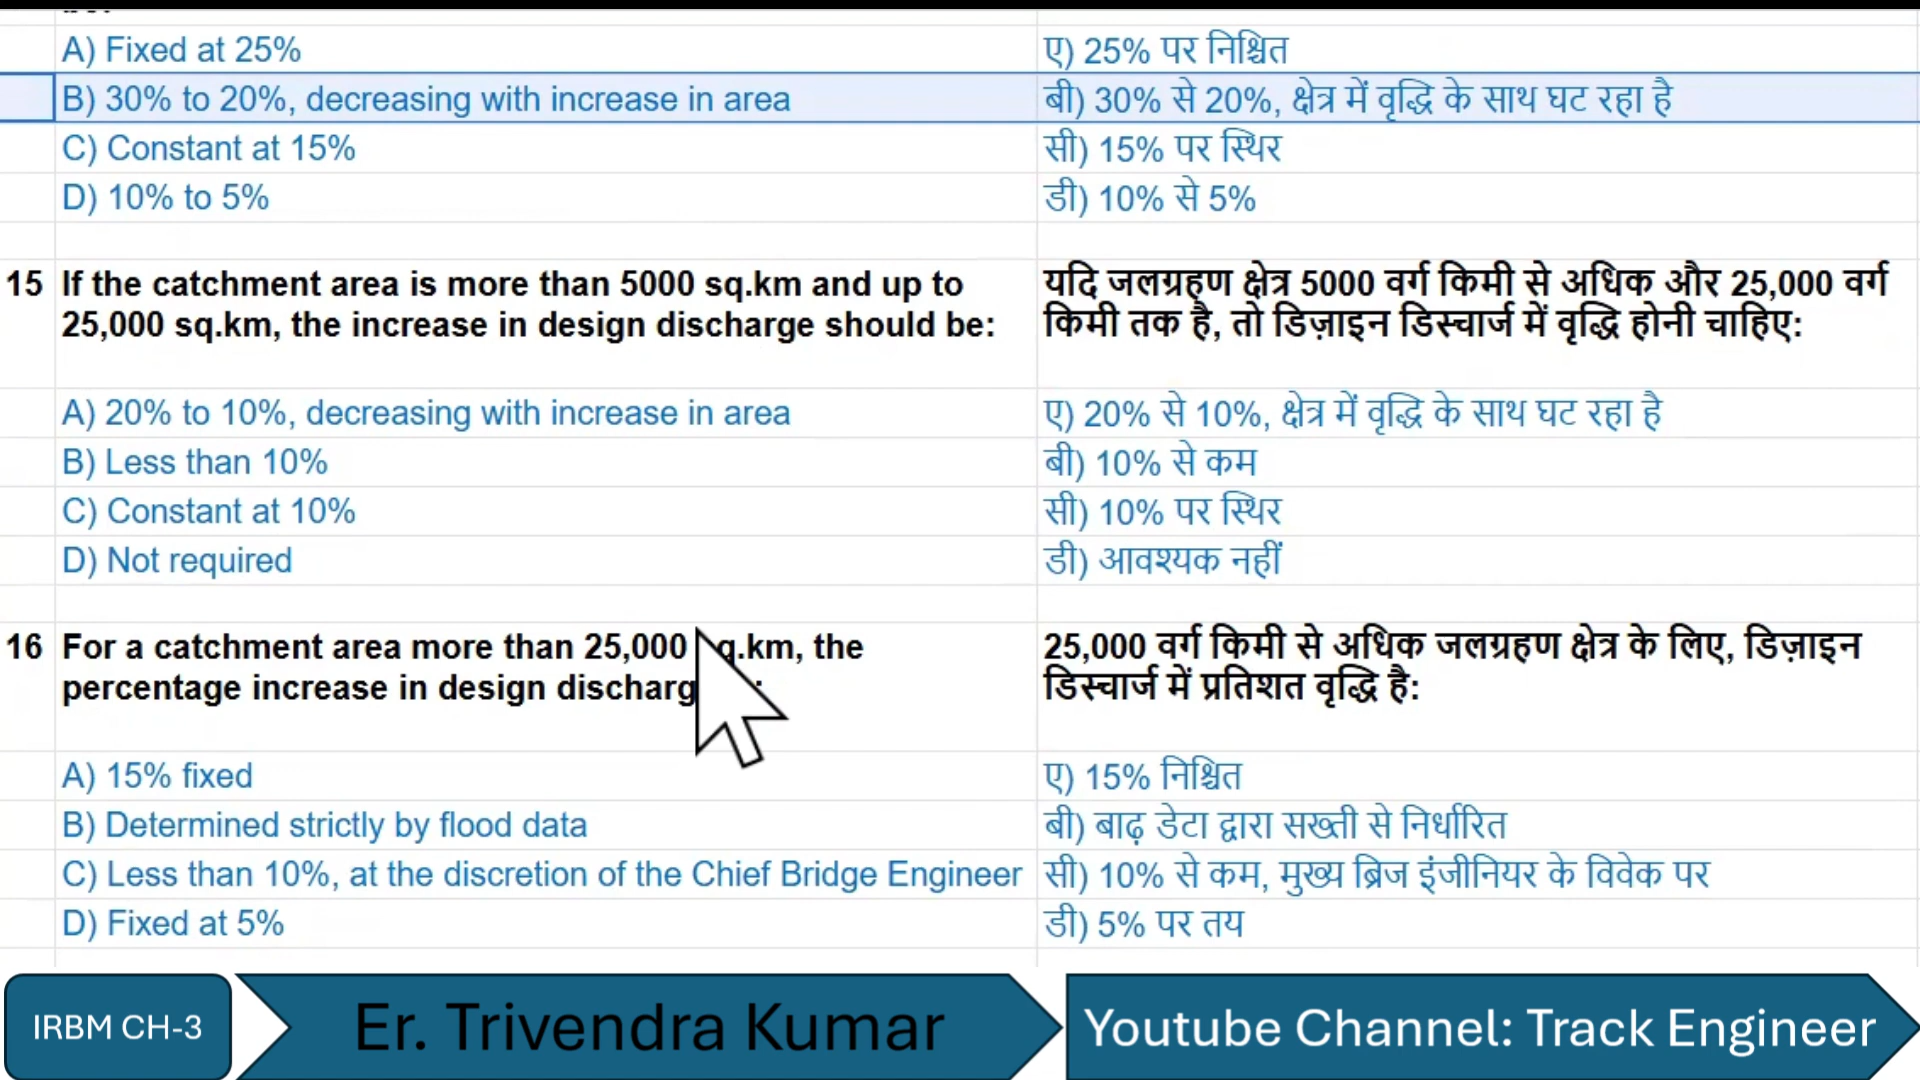 A) Fixed at 25%
ए) 25% पर निश्चित
B) 30% to 20%, decreasing with increase in area
बी) 30% से 20%, क्षेत्र में वृद्धि के साथ घट रहा है
C) Constant at 15%
सी) 15% पर स्थिर
D) 10% to 5%
डी) 10% से 5%
15 If the catchment area is more than 5000 sq.km and up to
25,000 sq.km, the increase in design discharge should be:
यदि जलग्रहण क्षेत्र 5000 वर्ग किमी से अधिक और 25,000 वर्ग
किमी तक है, तो डिज़ाइन डिस्चार्ज में वृद्धि होनी चाहिए:
A) 20% to 10%, decreasing with increase in area
ए) 20% से 10%, क्षेत्र में वृद्धि के साथ घट रहा है
B) Less than 10%
बी) 10% से कम
C) Constant at 10%
सी) 10% पर स्थिर
D) Not required
डी) आवश्यक नहीं
16 For a catchment area more than 25,000 q.km, the
percentage increase in design discharg :
25,000 वर्ग किमी से अधिक जलग्रहण क्षेत्र के लिए, डिज़ाइन
डिस्चार्ज में प्रतिशत वृद्धि है:
A) 15% fixed
ए) 15% निश्चित
B) Determined strictly by flood data
बी) बाढ़ डेटा द्वारा सख्ती से निर्धारित
C) Less than 10%, at the discretion of the Chief Bridge Engineer
सी) 10% से कम, मुख्य ब्रिज इंजीनियर के विवेक पर
D) Fixed at 5%
डी) 5% पर तय
IRBM CH-3
Er. Trivendra Kumar
Youtube Channel: Track Engineer